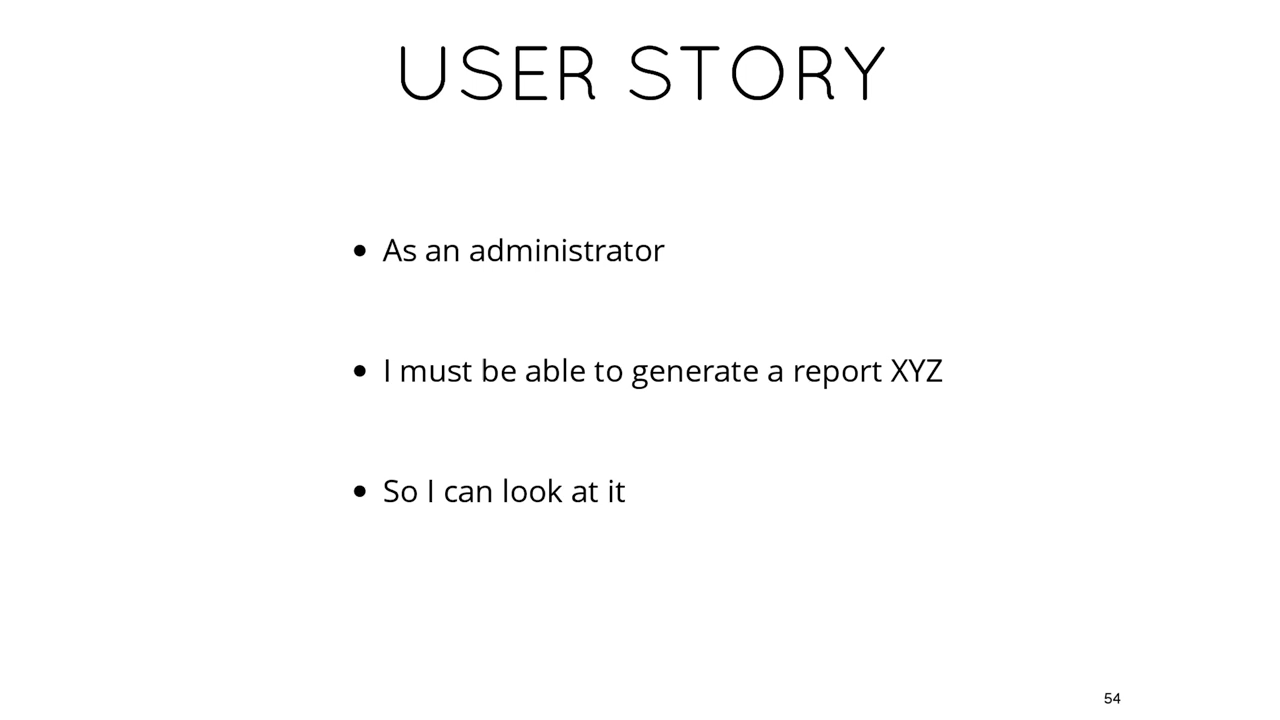 USER STORY
• As an administrator
• I must be able to generate a report XYZ
• So I can look at it
54